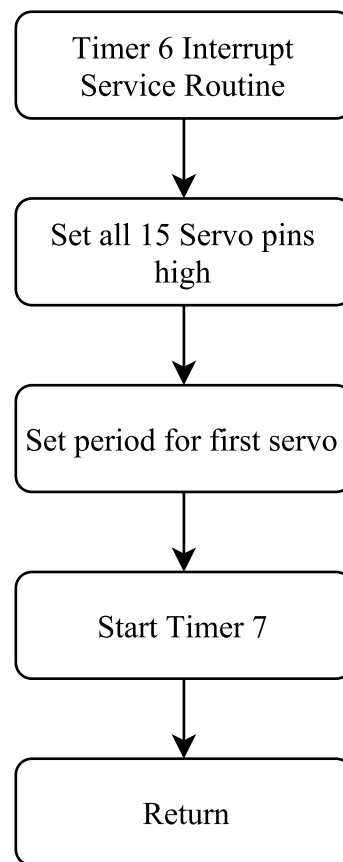 Timer 6 Interrupt
Service Routine
Set all 15 Servo pins
high
Set period for first servo
Start Timer 7
Return